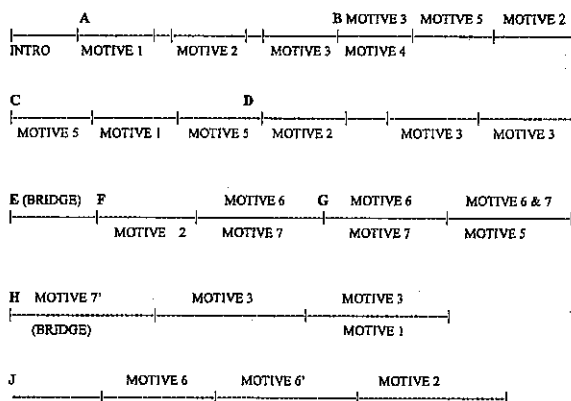 A B MOTIVE 3 MOTIVE 5 MOTIVE 2
INTRO MOTIVE 1 MOTIVE 2 MOTIVE 3 MOTIVE 4
C D
MOTIVE 5 MOTIVE 1 MOTIVE 5 MOTIVE 2 MOTIVE 3 MOTIVE 3
E (BRIDGE) F MOTIVE 6 G MOTIVE 6 MOTIVE 6 & 7
MOTIVE 2 MOTIVE 7 MOTIVE 7 MOTIVE 5
H MOTIVE 7' MOTIVE 3 MOTIVE 3
(BRIDGE) MOTIVE 1
J MOTIVE 6 MOTIVE 6' MOTIVE 2